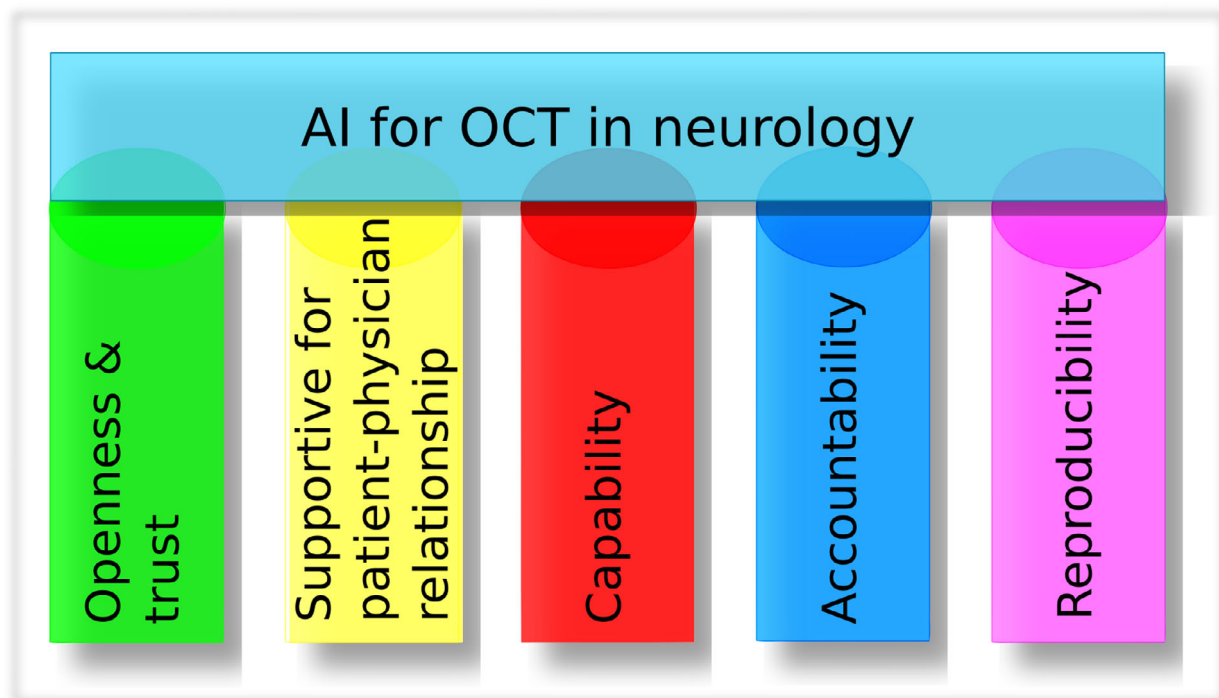 AI for OCT in neurology
Openness &
trust
Supportive for
patient-physician
relationship
Capability
Accountability
Reproducibility